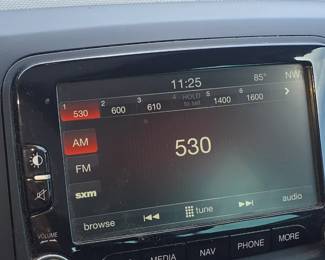 11:25 85° NW
1 530 2 600 3 610 4 HOLD to set 5 1400 6 1600 >
AM
530
FM
sxm
browse tune audio
VOLUME
MEDIA NAV PHONE MORE